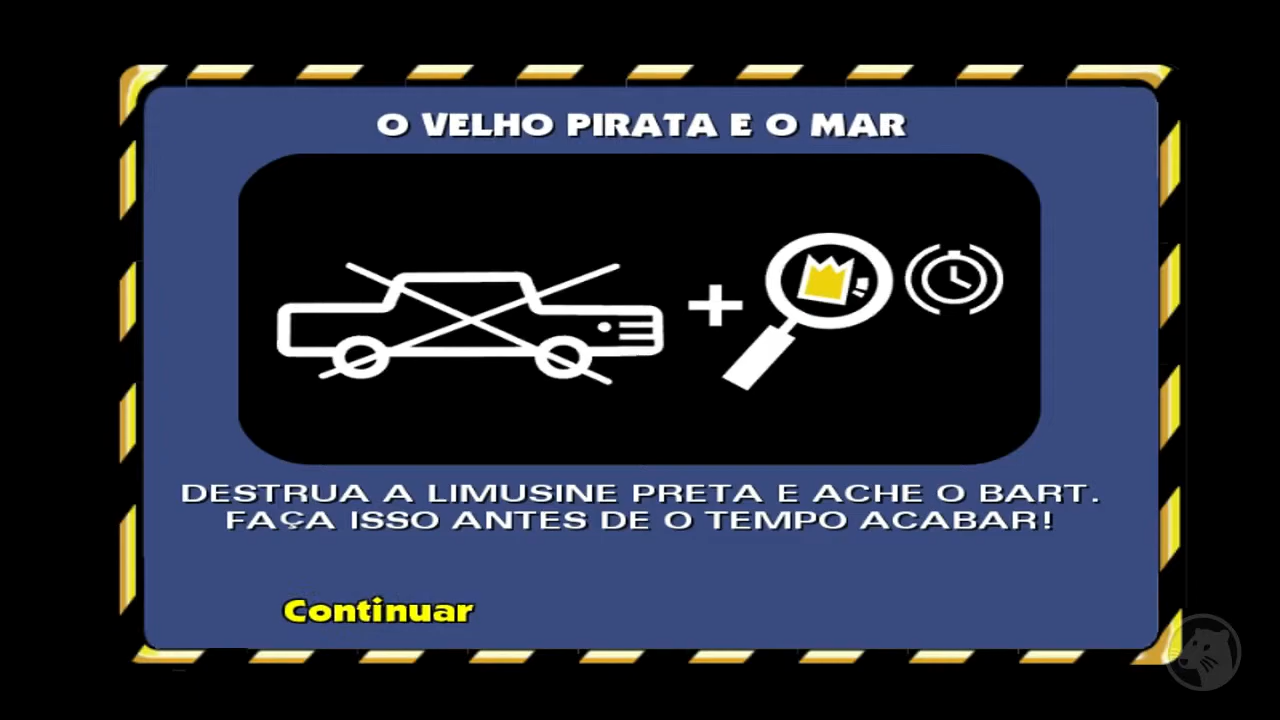 O VELHO PIRATA E O MAR
DESTRUA A LIMUSINE PRETA E ACHE O BART.
FAÇA ISSO ANTES DE O TEMPO ACABAR!
Continuar